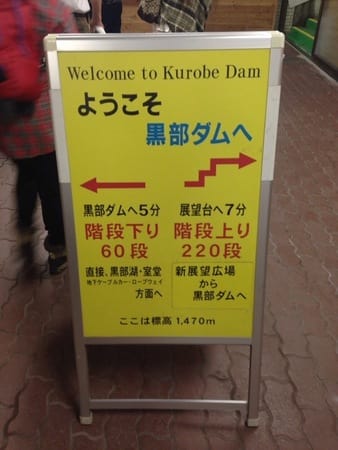 Welcome to Kurobe Dam
ようこそ
黒部ダムへ
黒部ダムへ5分
階段下り
60段
直接、黒部湖・室堂
地下ケーブルカー・ロープウェイ
方面へ
展望台へ7分
階段上り
220段
新展望広場
から
黒部ダムへ
ここは標高1,470m